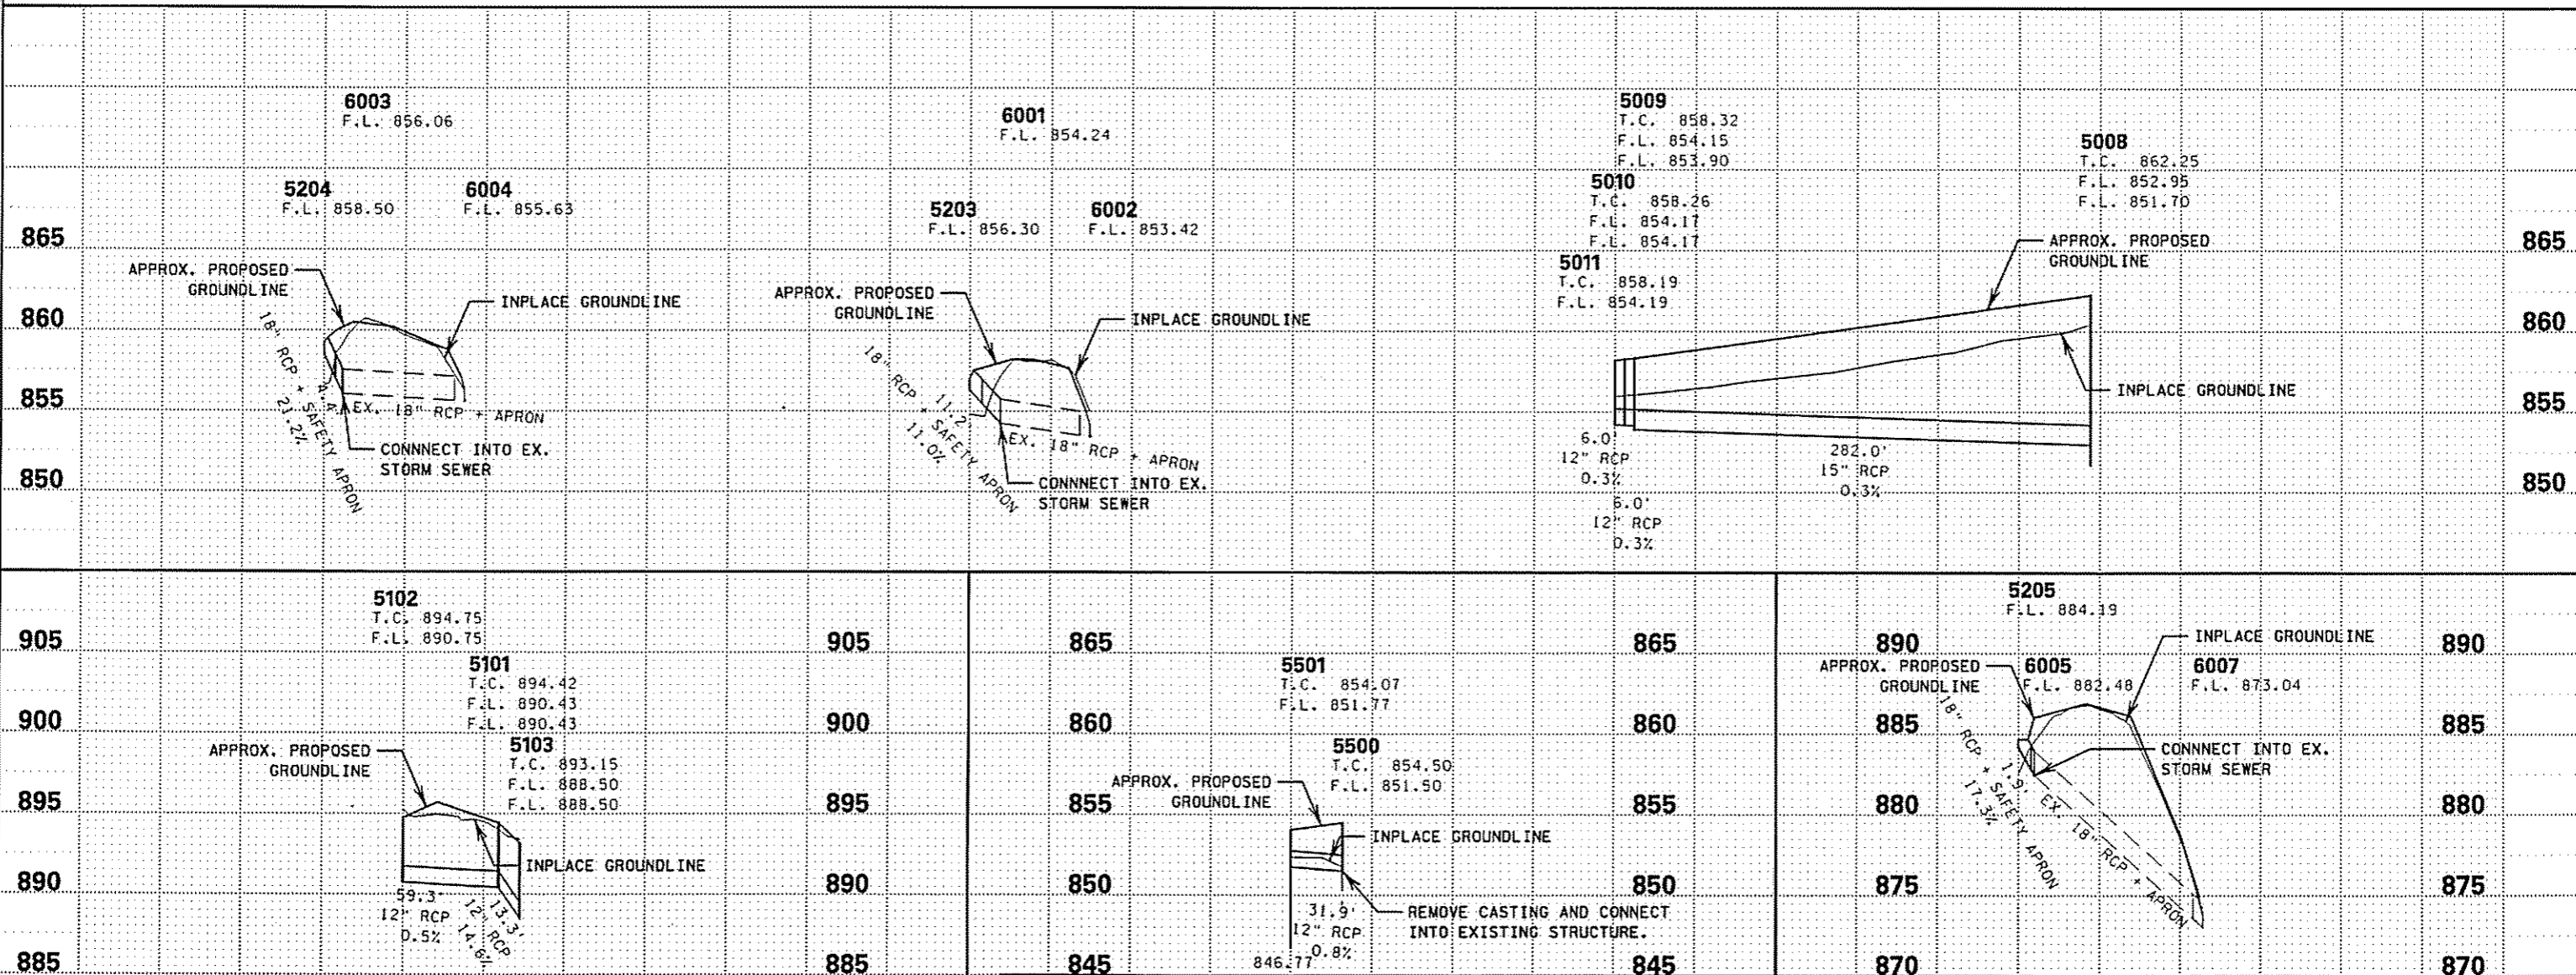 6003
F.L. 856.06
5204
F.L. 858.50
6004
F.L. 855.63
865
APPROX. PROPOSED
GROUNDLINE
INPLACE GROUNDLINE
860
18" RCP + SAFETY APRON
4.4'
21.2%
855
EX. 18" RCP + APRON
CONNNECT INTO EX.
STORM SEWER
850
6001
F.L. 854.24
5203
F.L. 856.30
6002
F.L. 853.42
APPROX. PROPOSED
GROUNDLINE
INPLACE GROUNDLINE
18" RCP + SAFETY APRON
11.2'
11.0%
EX. 18" RCP + APRON
CONNNECT INTO EX.
STORM SEWER
5009
T.C. 858.32
F.L. 854.15
F.L. 853.90
5010
T.C. 858.26
F.L. 854.17
F.L. 854.17
5011
T.C. 858.19
F.L. 854.19
5008
T.C. 862.25
F.L. 852.95
F.L. 851.70
865
APPROX. PROPOSED
GROUNDLINE
860
INPLACE GROUNDLINE
855
6.0'
12" RCP
0.3%
6.0'
12" RCP
0.3%
282.0'
15" RCP
0.3%
850
5102
T.C. 894.75
F.L. 890.75
905
905
5101
T.C. 894.42
F.L. 890.43
F.L. 890.43
900
900
5103
T.C. 893.15
F.L. 888.50
F.L. 888.50
APPROX. PROPOSED
GROUNDLINE
895
895
INPLACE GROUNDLINE
890
890
59.3'
12" RCP
0.5%
13.3'
12" RCP
14.6%
885
885
865
865
5501
T.C. 854.07
F.L. 851.77
860
860
5500
T.C. 854.50
F.L. 851.50
APPROX. PROPOSED
GROUNDLINE
855
855
INPLACE GROUNDLINE
850
850
31.9'
12" RCP
0.8%
REMOVE CASTING AND CONNECT
INTO EXISTING STRUCTURE.
846.77
845
845
5205
F.L. 884.19
890
890
INPLACE GROUNDLINE
APPROX. PROPOSED
GROUNDLINE
6005
F.L. 882.48
6007
F.L. 873.04
885
885
18" RCP + SAFETY APRON
1.9'
17.3%
CONNNECT INTO EX.
STORM SEWER
880
880
EX. 18" RCP + APRON
875
875
870
870